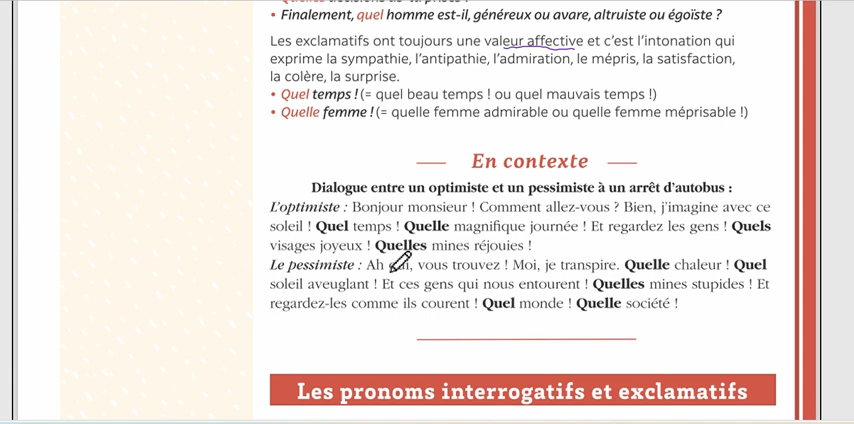 • Finalement, quel homme est-il, généreux ou avare, altruiste ou égoïste ?
Les exclamatifs ont toujours une valeur affective et c'est l'intonation qui
exprime la sympathie, l'antipathie, l'admiration, le mépris, la satisfaction,
la colère, la surprise.
• Quel temps ! (= quel beau temps ! ou quel mauvais temps !)
• Quelle femme ! (= quelle femme admirable ou quelle femme méprisable !)
En contexte
Dialogue entre un optimiste et un pessimiste à un arrêt d'autobus :
L'optimiste : Bonjour monsieur ! Comment allez-vous ? Bien, j'imagine avec ce
soleil ! Quel temps ! Quelle magnifique journée ! Et regardez les gens ! Quels
visages joyeux ! Quelles mines réjouies !
Le pessimiste : Ah oui, vous trouvez ! Moi, je transpire. Quelle chaleur ! Quel
soleil aveuglant ! Et ces gens qui nous entourent ! Quelles mines stupides ! Et
regardez-les comme ils courent ! Quel monde ! Quelle société !
Les pronoms interrogatifs et exclamatifs